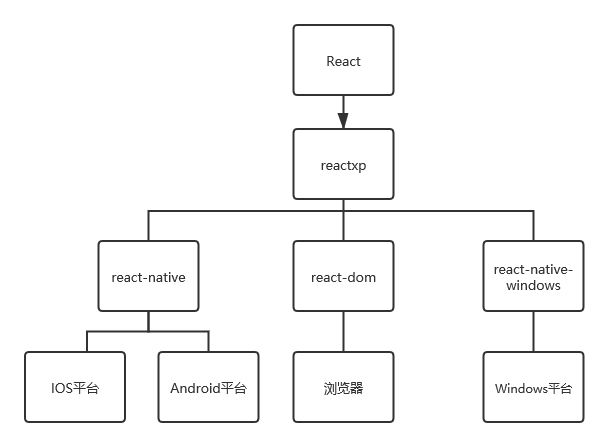 React
reactxp
react-native
react-dom
react-native-
windows
IOS平台
Android平台
浏览器
Windows平台